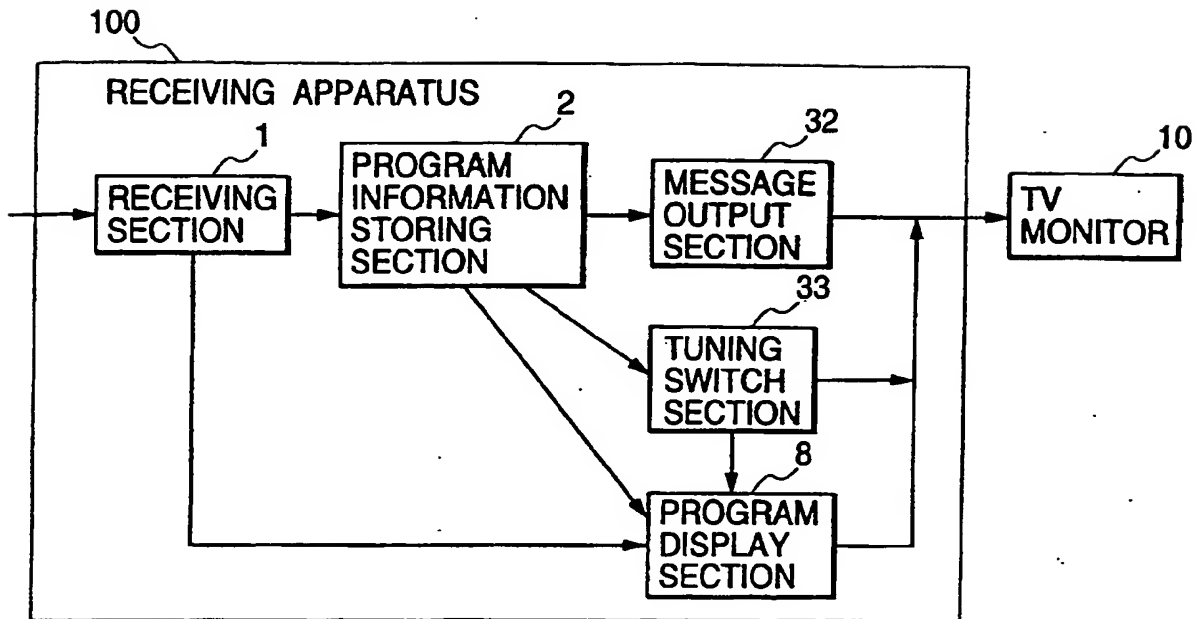 100
RECEIVING APPARATUS
1
RECEIVING
SECTION
2
PROGRAM
INFORMATION
STORING
SECTION
32
MESSAGE
OUTPUT
SECTION
10
TV
MONITOR
33
TUNING
SWITCH
SECTION
8
PROGRAM
DISPLAY
SECTION